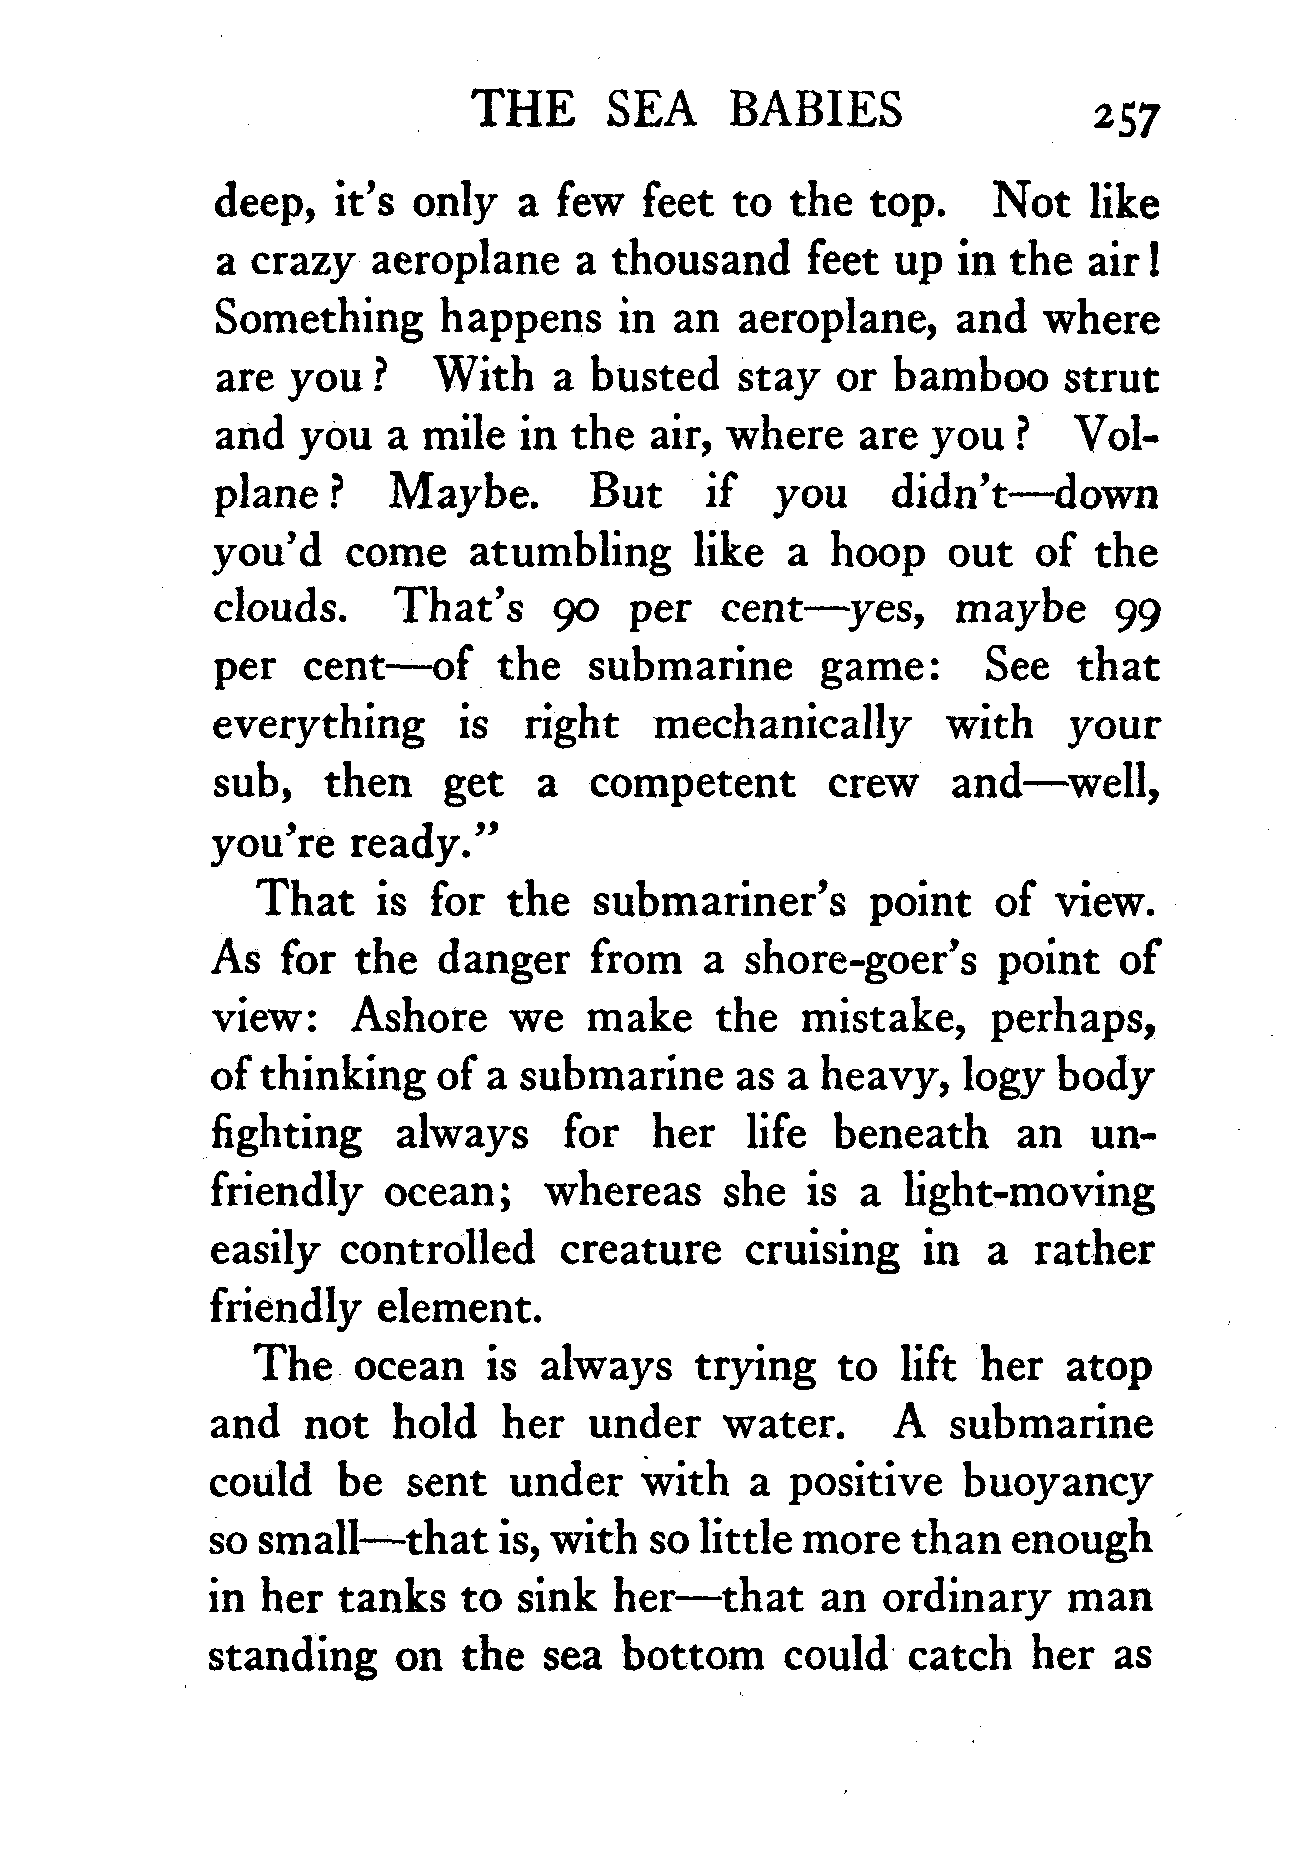 THE SEA BABIES 257
deep, it's only a few feet to the top. Not like
a crazy aeroplane a thousand feet up in the air!
Something happens in an aeroplane, and where
are you? With a busted stay or bamboo strut
and you a mile in the air, where are you? Vol-
plane? Maybe. But if you didn't—down
you'd come atumbling like a hoop out of the
clouds. That's 90 per cent—yes, maybe 99
per cent—of the submarine game: See that
everything is right mechanically with your
sub, then get a competent crew and—well,
you're ready."
That is for the submariner's point of view.
As for the danger from a shore-goer's point of
view: Ashore we make the mistake, perhaps,
of thinking of a submarine as a heavy, logy body
fighting always for her life beneath an un-
friendly ocean; whereas she is a light-moving
easily controlled creature cruising in a rather
friendly element.
The ocean is always trying to lift her atop
and not hold her under water. A submarine
could be sent under with a positive buoyancy
so small—that is, with so little more than enough
in her tanks to sink her—that an ordinary man
standing on the sea bottom could catch her as